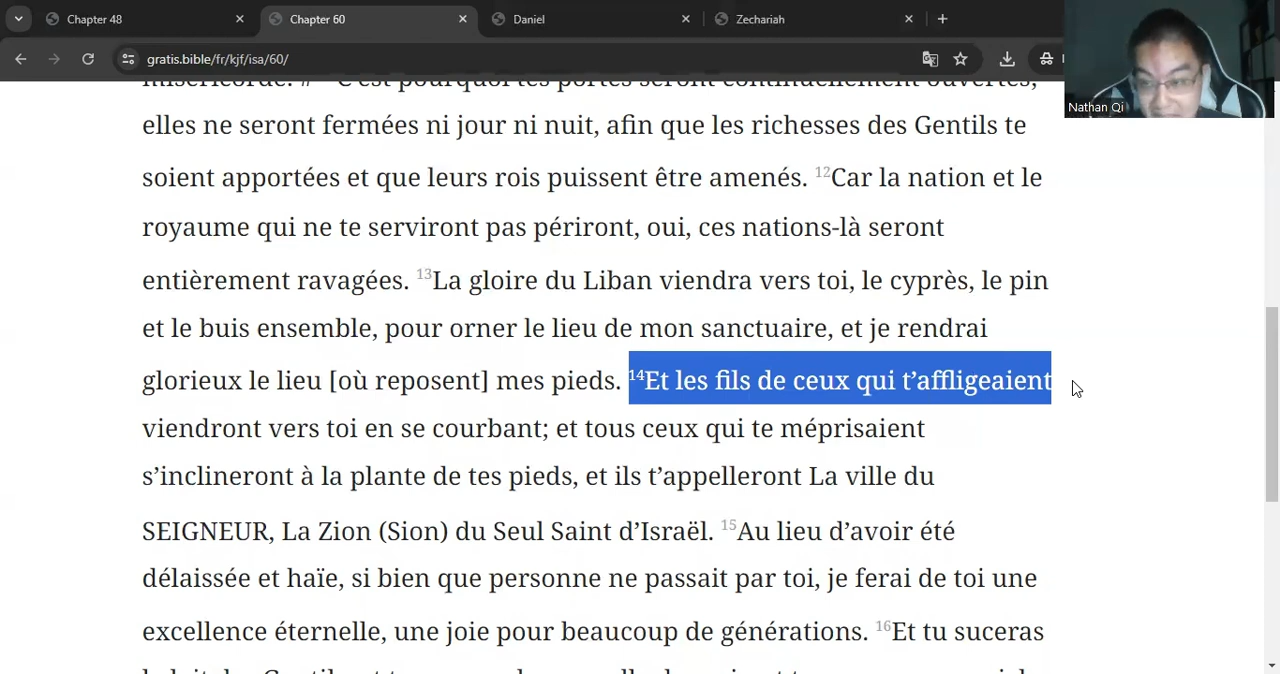 Chapter 48
Chapter 60
Daniel
Zechariah
gratis.bible/fr/kjf/isa/60/
Nathan Qi
miséricorde. C'est pourquoi tes portes seront continuellement ouvertes,
elles ne seront fermées ni jour ni nuit, afin que les richesses des Gentils te
soient apportées et que leurs rois puissent être amenés. 12Car la nation et le
royaume qui ne te serviront pas périront, oui, ces nations-là seront
entièrement ravagées. 13La gloire du Liban viendra vers toi, le cyprès, le pin
et le buis ensemble, pour orner le lieu de mon sanctuaire, et je rendrai
glorieux le lieu [où reposent] mes pieds. 14Et les fils de ceux qui t’affligeaient
viendront vers toi en se courbant; et tous ceux qui te méprisaient
s’inclineront à la plante de tes pieds, et ils t’appelleront La ville du
SEIGNEUR, La Zion (Sion) du Seul Saint d’Israël. 15Au lieu d’avoir été
délaissée et haïe, si bien que personne ne passait par toi, je ferai de toi une
excellence éternelle, une joie pour beaucoup de générations. 16Et tu suceras